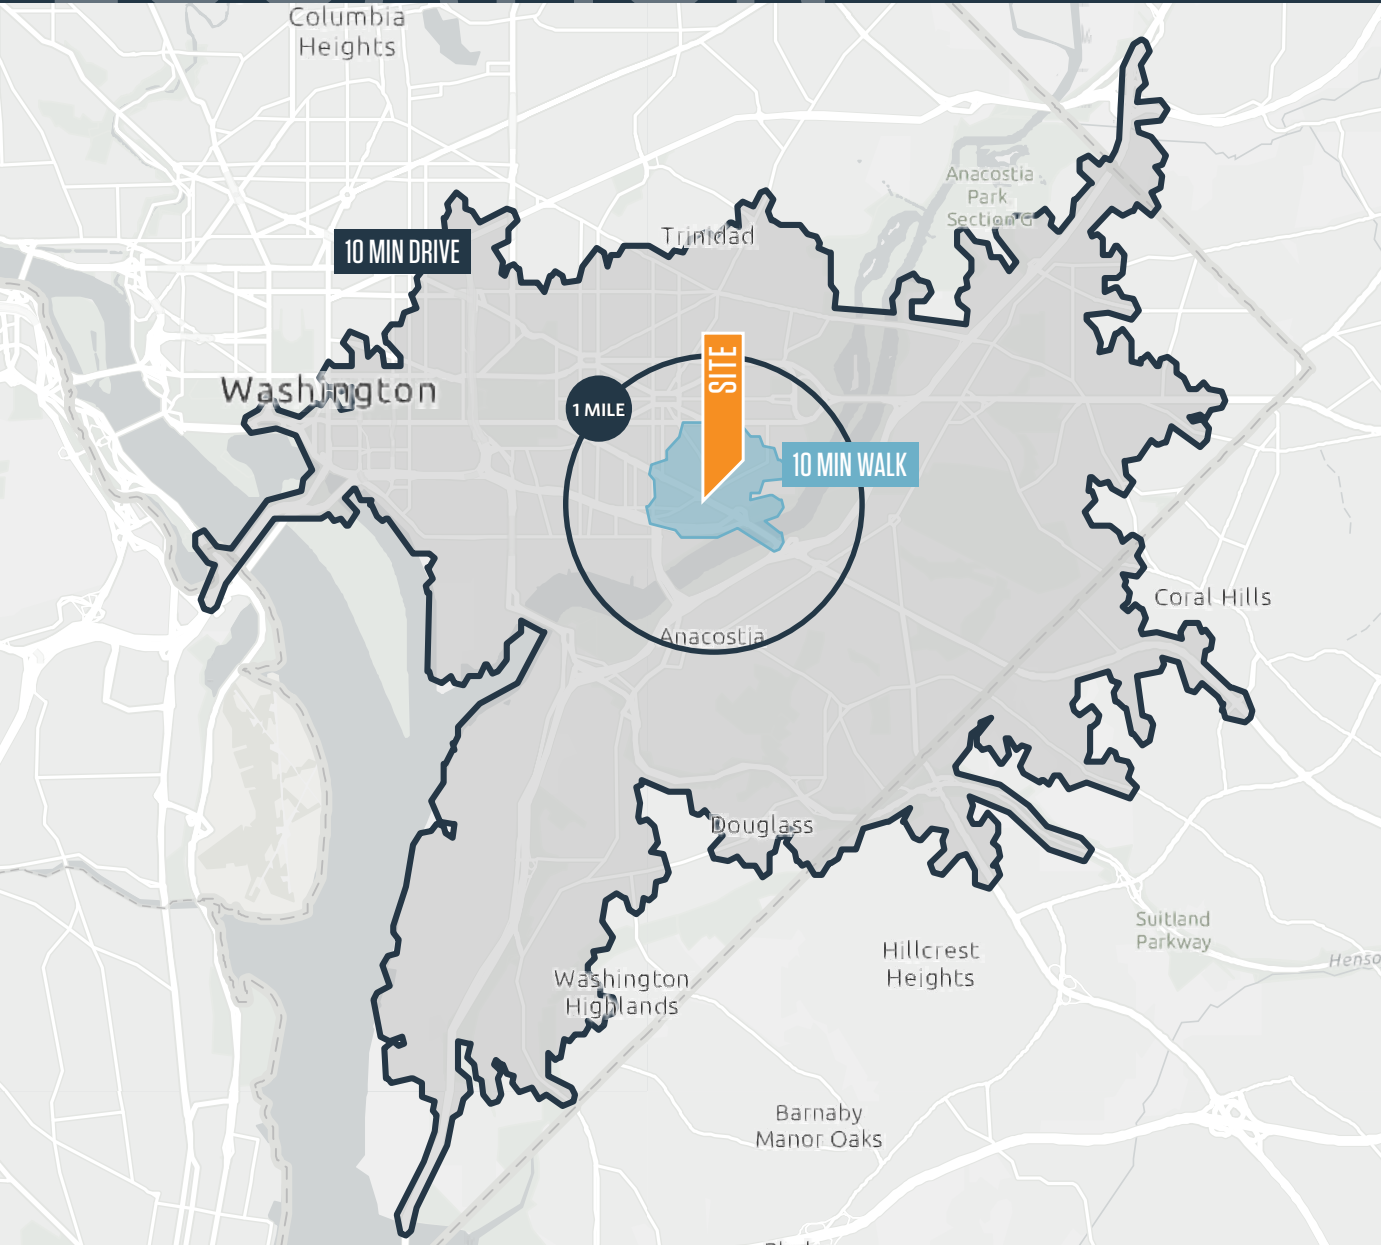 Columbia
Heights
Anacostia
Park
Section G
Trinidad
10 MIN DRIVE
SITE
Washington
1 MILE
10 MIN WALK
Coral Hills
Anacostia
Douglass
Suitland
Parkway
Hillcrest
Heights
Henso
Washington
Highlands
Barnaby
Manor Oaks